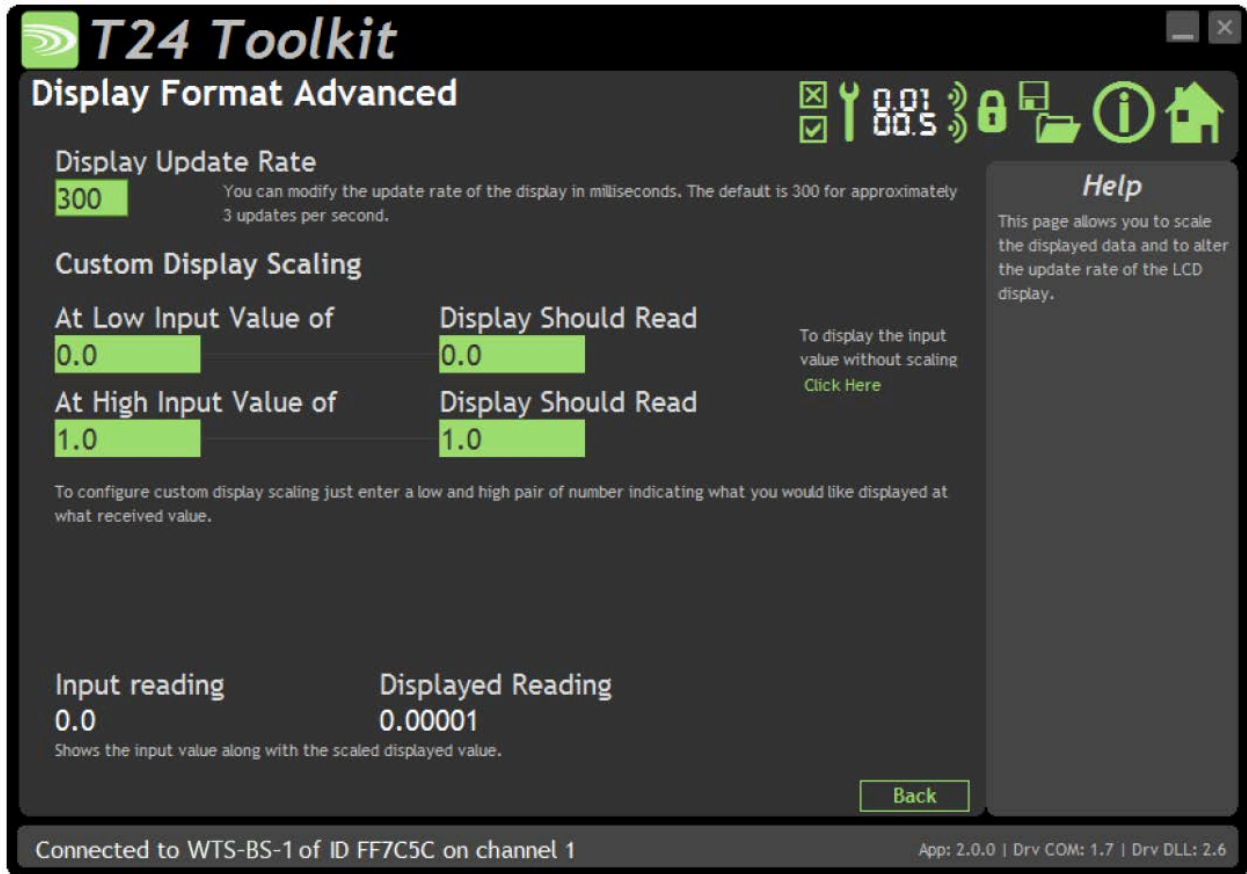 T24 Toolkit
Display Format Advanced
0.01
00.5
Display Update Rate
300
You can modify the update rate of the display in milliseconds. The default is 300 for approximately
3 updates per second.
Custom Display Scaling
At Low Input Value of
Display Should Read
0.0
0.0
At High Input Value of
Display Should Read
1.0
1.0
To display the input
value without scaling
Click Here
To configure custom display scaling just enter a low and high pair of number indicating what you would like displayed at
what received value.
Input reading
Displayed Reading
0.0
0.00001
Shows the input value along with the scaled displayed value.
Back
Help
This page allows you to scale
the displayed data and to alter
the update rate of the LCD
display.
Connected to WTS-BS-1 of ID FF7C5C on channel 1
App: 2.0.0 | Drv COM: 1.7 | Drv DLL: 2.6